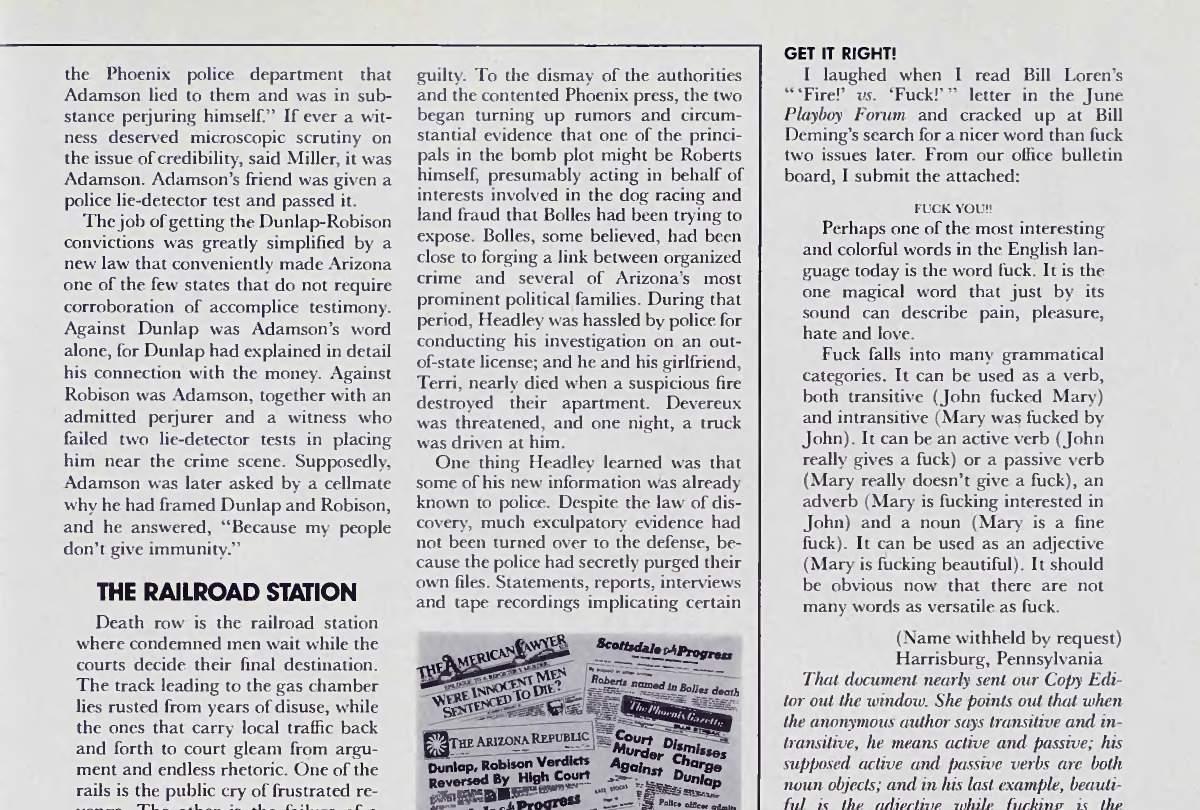 the Phoenix police department that
Adamson lied to them and was in sub-
stance perjuring himself.” If ever a wit-
ness deserved microscopic scrutiny on
the issue of credibility, said Miller, it was
Adamson. Adamson’s friend was given a
police lie-detector test and passed it.
The job of getting the Dunlap-Robison
convictions was greatly simplified by a
new law that conveniently made Arizona
one of the few states that do not require
corroboration of accomplice testimony.
Against Dunlap was Adamson’s word
alone, for Dunlap had explained in detail
his connection with the money. Against
Robison was Adamson, together with an
admitted perjurer and a witness who
failed two lie-detector tests in placing
him near the crime scene. Supposedly,
Adamson was later asked by a cellmate
why he had framed Dunlap and Robison,
and he answered, “Because my people
don’t give immunity.”
THE RAILROAD STATION
Death row is the railroad station
where condemned men wait while the
courts decide their final destination.
The track leading to the gas chamber
lies rusted from years of disuse, while
the ones that carry local traffic back
and forth to court gleam from argu-
ment and endless rhetoric. One of the
rails is the public cry of frustrated re-
guilty. To the dismay of the authorities
and the contented Phoenix press, the two
began turning up rumors and circum-
stantial evidence that one of the princi-
pals in the bomb plot might be Roberts
himself, presumably acting in behalf of
interests involved in the dog racing and
land fraud that Bolles had been trying to
expose. Bolles, some believed, had been
close to forging a link between organized
crime and several of Arizona’s most
prominent political families. During that
period, Headley was hassled by police for
conducting his investigation on an out-
of-state license; and he and his girlfriend,
Terri, nearly died when a suspicious fire
destroyed their apartment. Devereux
was threatened, and one night, a truck
was driven at him.
One thing Headley learned was that
some of his new information was already
known to police. Despite the law of dis-
covery, much exculpatory evidence had
not been turned over to the defense, be-
cause the police had secretly purged their
own files. Statements, reports, interviews
and tape recordings implicating certain
THE AMERICAN LAWYER
WERE INNOCENT MEN
SENTENCED TO DIE?
Scottsdale Progress
Roberts named in Bolles death
The Phoenix Gazette
THE ARIZONA REPUBLIC
Dunlap, Robison Verdicts
Reversed By High Court
Court Dismisses
Murder Charge
Against Dunlap
Progress
Police officer admits
GET IT RIGHT!
I laughed when I read Bill Loren’s
“ ‘Fire!’ vs. ‘Fuck!’ ” letter in the June
Playboy Forum and cracked up at Bill
Deming’s search for a nicer word than fuck
two issues later. From our office bulletin
board, I submit the attached:
FUCK YOU!!
Perhaps one of the most interesting
and colorful words in the English lan-
guage today is the word fuck. It is the
one magical word that just by its
sound can describe pain, pleasure,
hate and love.
Fuck falls into many grammatical
categories. It can be used as a verb,
both transitive (John fucked Mary)
and intransitive (Mary was fucked by
John). It can be an active verb (John
really gives a fuck) or a passive verb
(Mary really doesn’t give a fuck), an
adverb (Mary is fucking interested in
John) and a noun (Mary is a fine
fuck). It can be used as an adjective
(Mary is fucking beautiful). It should
be obvious now that there are not
many words as versatile as fuck.
(Name withheld by request)
Harrisburg, Pennsylvania
That document nearly sent our Copy Edi-
tor out the window. She points out that when
the anonymous author says transitive and in-
transitive, he means active and passive; his
supposed active and passive verbs are both
noun objects; and in his last example, beauti-
ful is the adjective while fucking is the